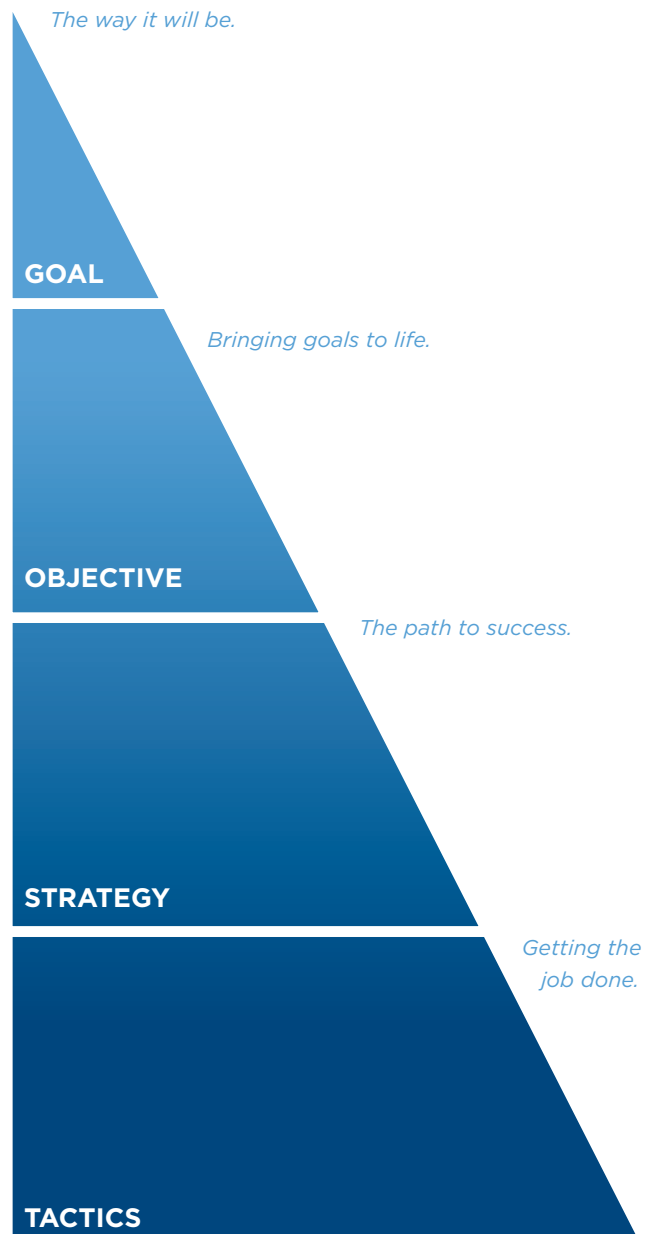 The way it will be.
GOAL
Bringing goals to life.
OBJECTIVE
The path to success.
STRATEGY
Getting the
job done.
TACTICS